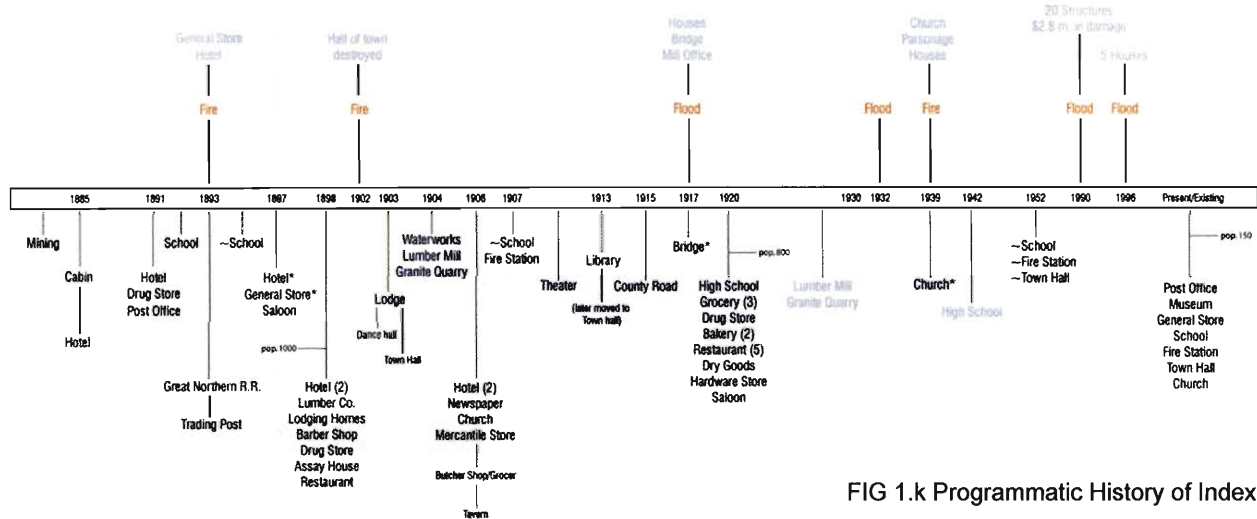 General Store
Hotel
Half of town
destroyed
Houses
Bridge
Mill Office
Church
Parsonage
Houses
20 Structures
$2.8 m. in damage
5 Houses
Fire
Fire
Flood
Flood
Fire
Flood
Flood
1885
1891
1893
1897
1898
1902
1903
1904
1906
1907
1913
1915
1917
1920
1930
1932
1939
1942
1952
1990
1996
Present/Existing
Mining
Cabin
Hotel
Hotel
Drug Store
Post Office
School
Great Northern R.R.
Trading Post
~School
Hotel*
General Store*
Saloon
pop. 1000
Hotel (2)
Lumber Co.
Lodging Homes
Barber Shop
Drug Store
Assay House
Restaurant
Lodge
Dance hall
Town Hall
Waterworks
Lumber Mill
Granite Quarry
Hotel (2)
Newspaper
Church
Mercantile Store
Butcher Shop/Grocer
Tavern
~School
Fire Station
Theater
Library
(later moved to
Town hall)
County Road
Bridge*
pop. 800
High School
Grocery (3)
Drug Store
Bakery (2)
Restaurant (5)
Dry Goods
Hardware Store
Saloon
Lumber Mill
Granite Quarry
Church*
High School
~School
~Fire Station
~Town Hall
pop. 150
Post Office
Museum
General Store
School
Fire Station
Town Hall
Church
FIG 1.k Programmatic History of Index